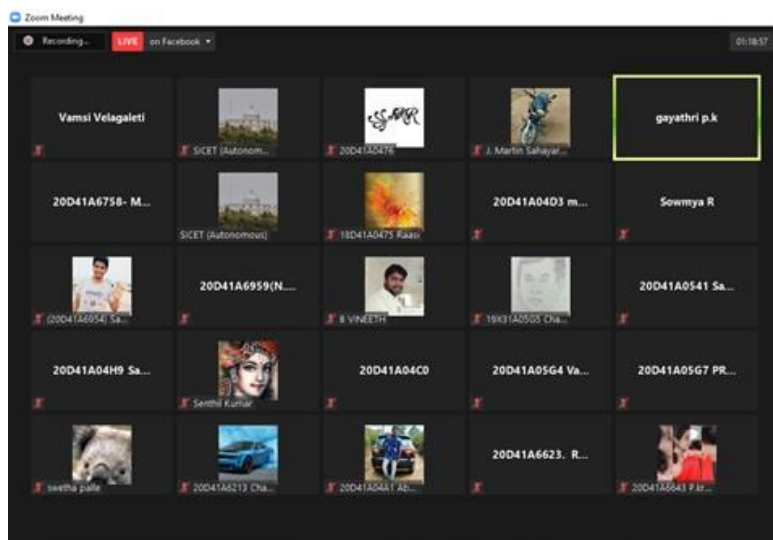 Zoom Meeting
Recording... LIVE on Facebook 01:18:57
Vamsi Velagaleti
SICET (Autonom...
20D41A0476
J. Martin Sahayar...
gayathri p.k
20D41A6758- M...
SICET (Autonomous)
18D41A0475 Raasi
20D41A04D3 m...
Sowmya R
(20D41A6954) Sa...
20D41A6959(N....
B VINEETH
19X31A05G5 Cha...
20D41A0541 Sa...
20D41A04H9 Sa...
Senthil Kumar
20D41A04C0
20D41A05G4 Va...
20D41A05G7 PR...
swetha palle
20D41A6213 Cha...
20D41A04A1 Ab...
20D41A6623. R...
20D41A6643 P.kr...